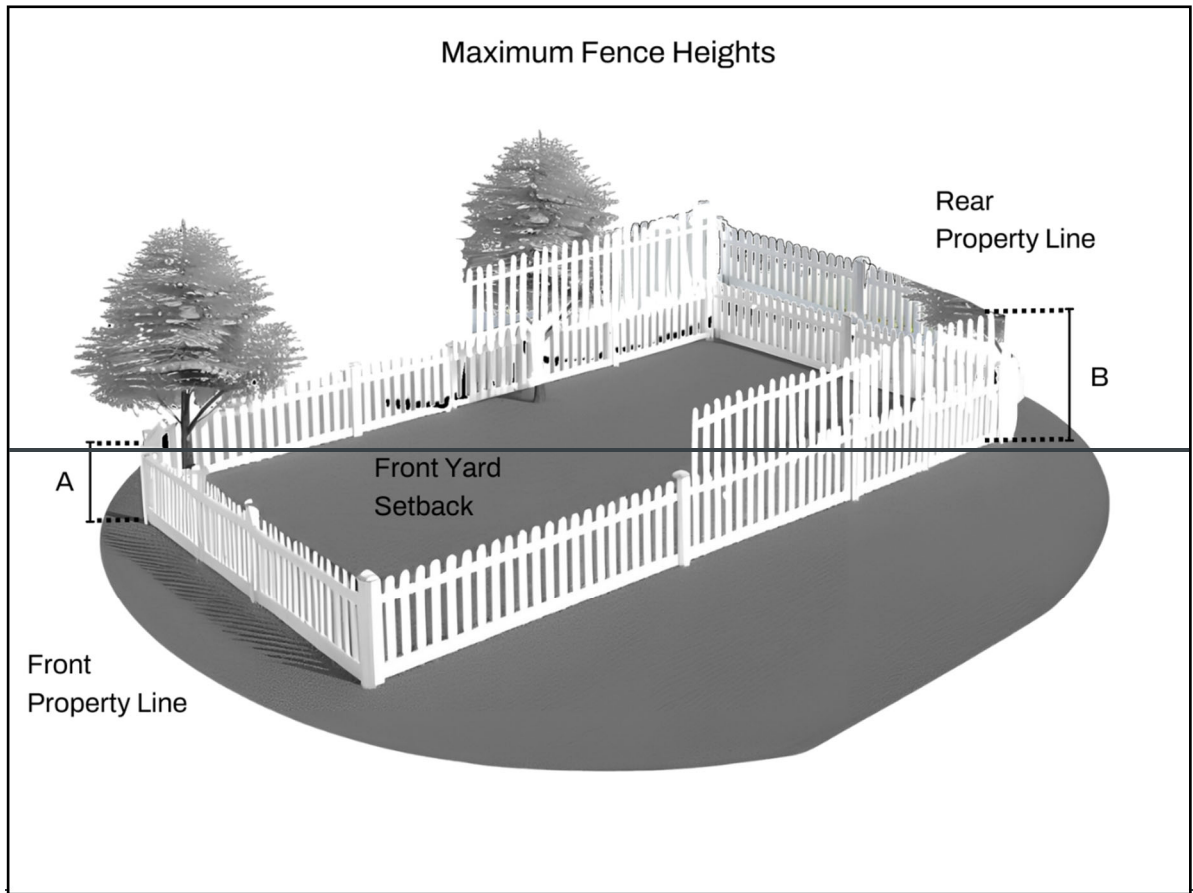 Maximum Fence Heights
Rear
Property Line
B
A
Front Yard
Setback
Front
Property Line